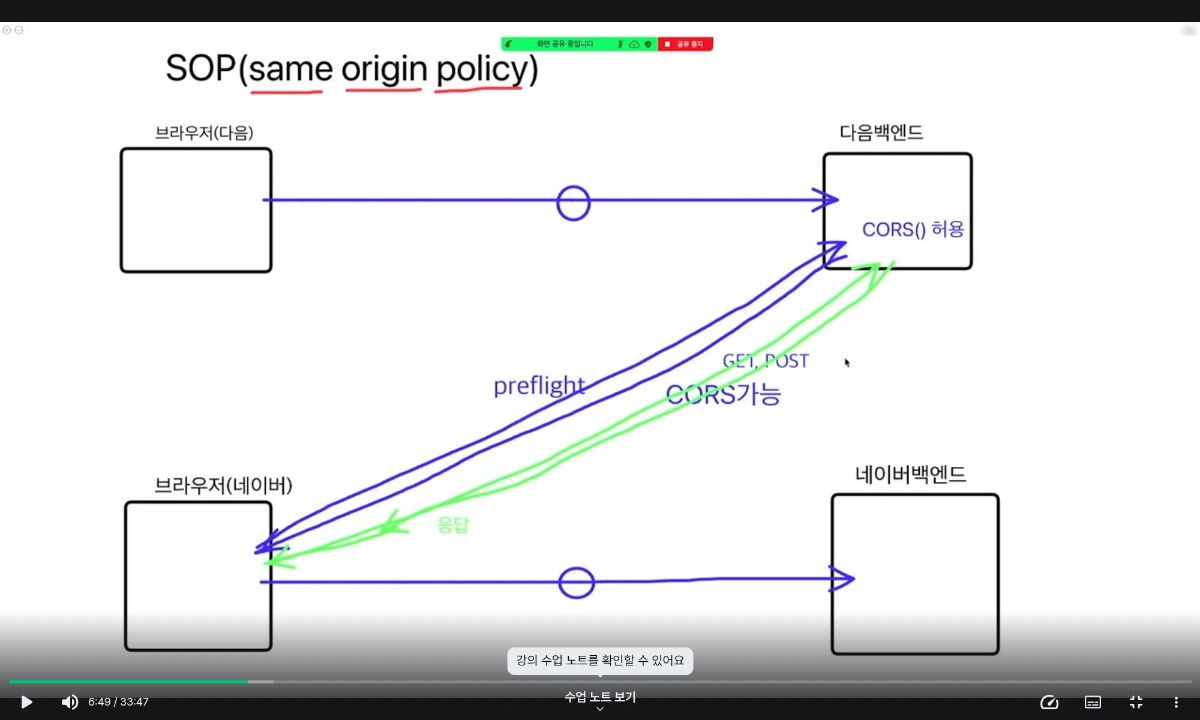 화면 공유 중입니다
공유 중지
SOP(same origin policy)
브라우저(다음)
다음백엔드
CORS() 허용
GET, POST
preflight
CORS가능
네이버백엔드
브라우저(네이버)
응답
강의 수업 노트를 확인할 수 있어요
수업 노트 보기
6:49 / 33:47